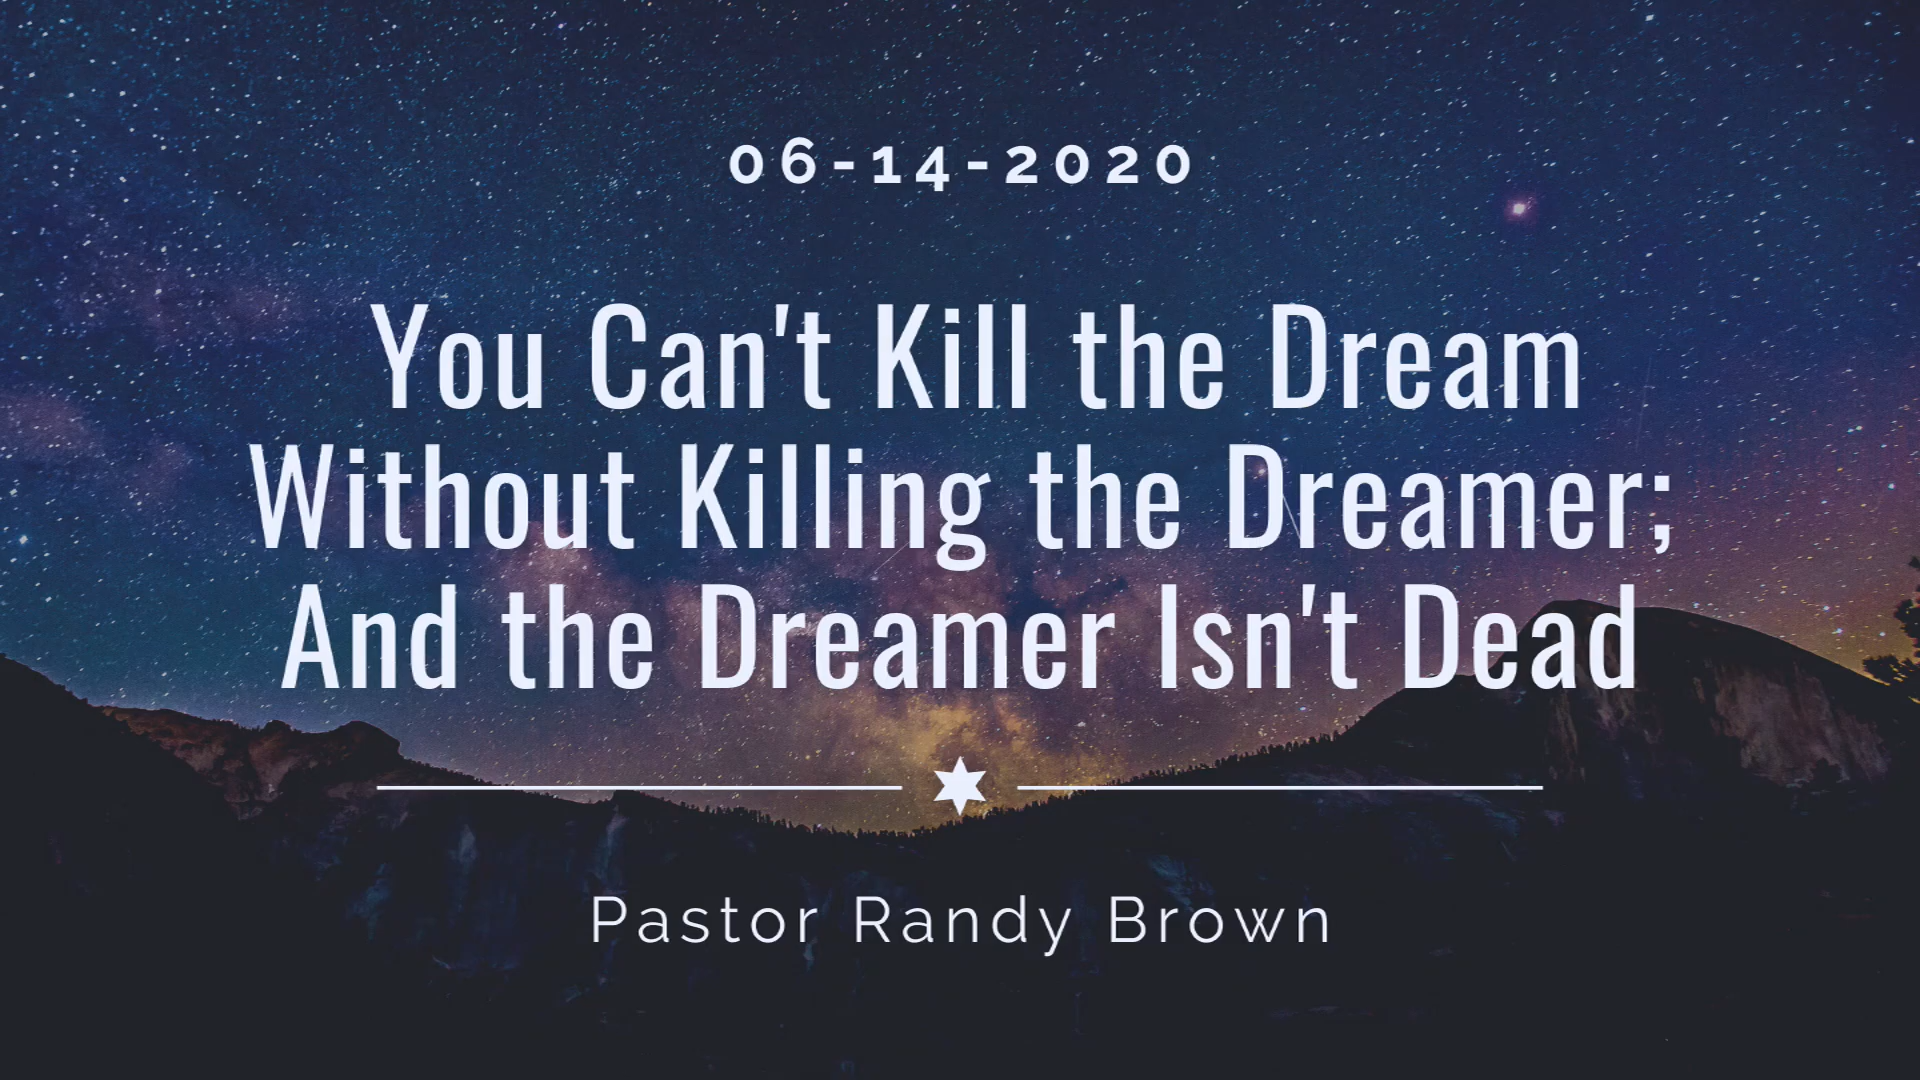 06-14-2020
You Can't Kill the Dream
Without Killing the Dreamer;
And the Dreamer Isn't Dead
Pastor Randy Brown